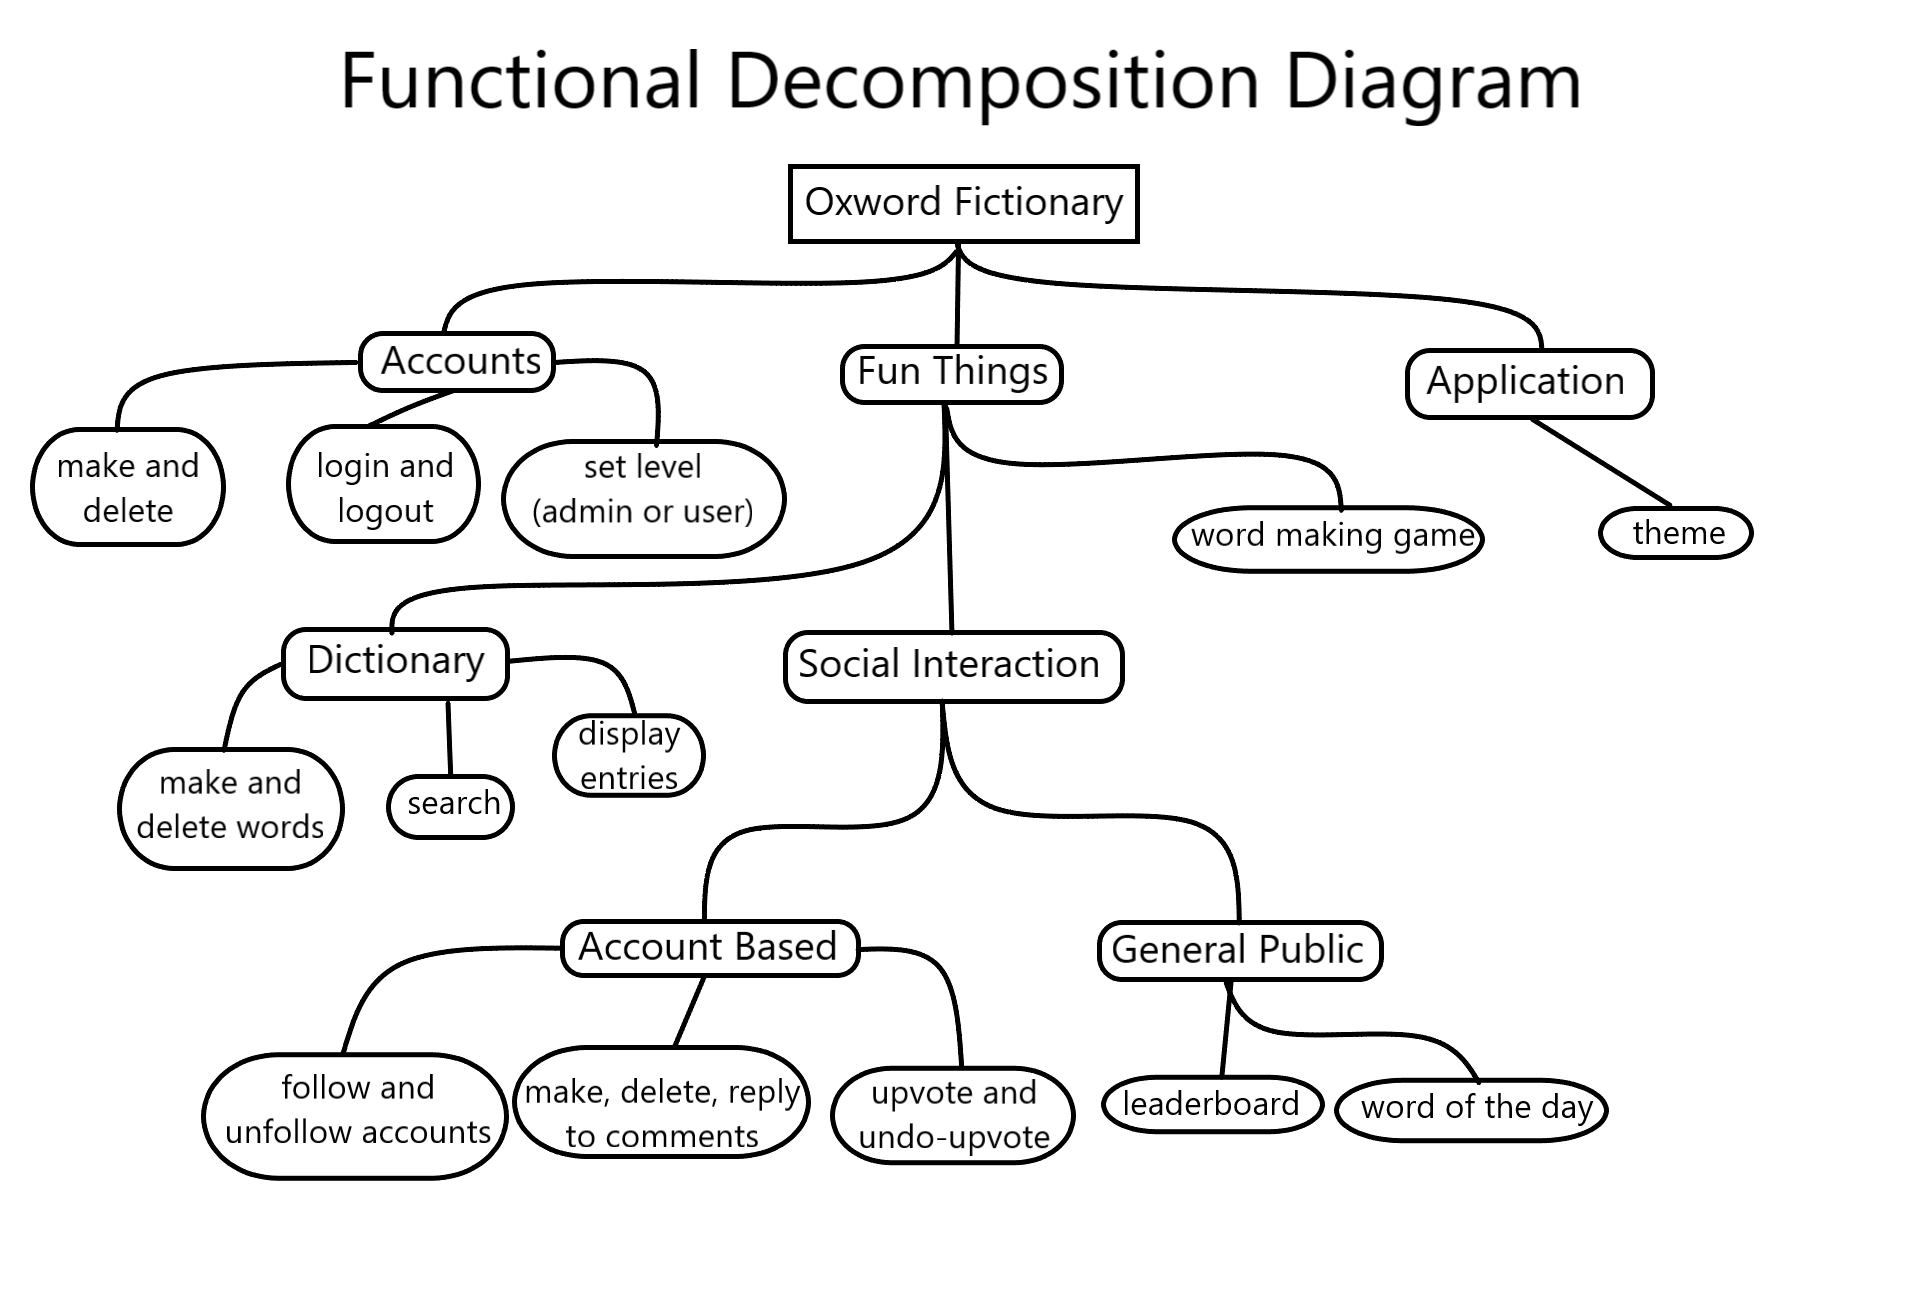 Functional Decomposition Diagram
Oxword Fictionary
Accounts
Fun Things
Application
make and
delete
login and
logout
set level
(admin or user)
word making game
theme
Dictionary
Social Interaction
make and
delete words
search
display
entries
Account Based
General Public
follow and
unfollow accounts
make, delete, reply
to comments
upvote and
undo-upvote
leaderboard
word of the day